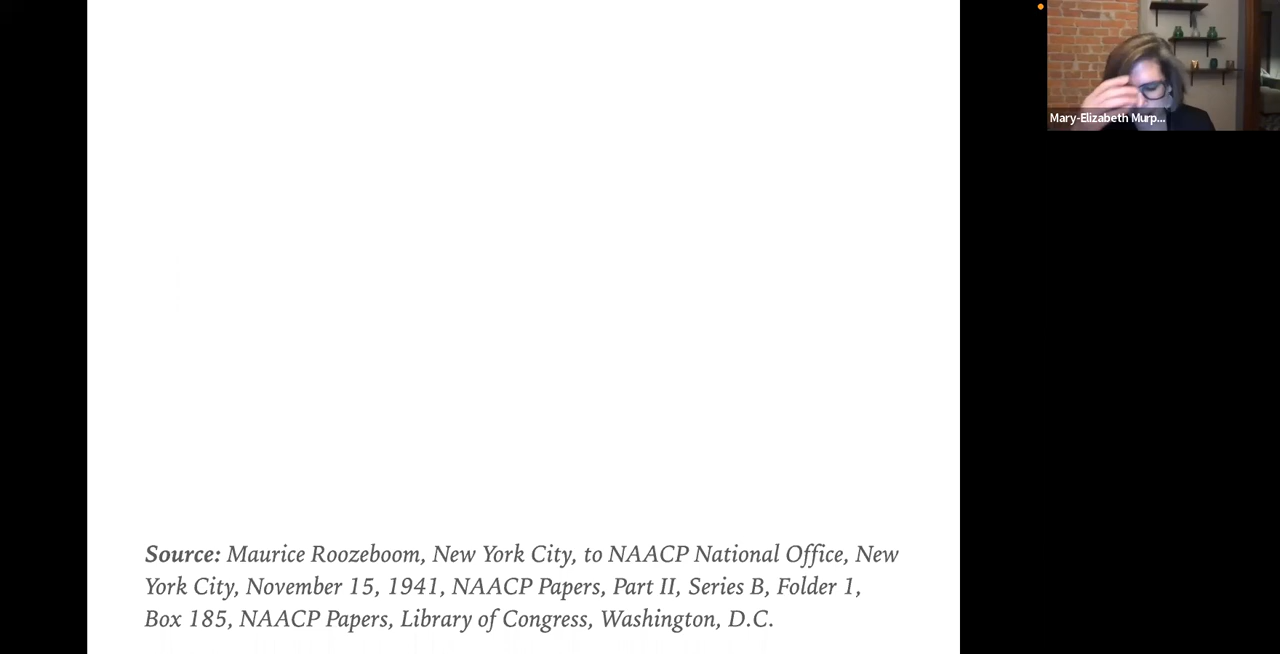 Mary-Elizabeth Murp...
Source: Maurice Roozeboom, New York City, to NAACP National Office, New
York City, November 15, 1941, NAACP Papers, Part II, Series B, Folder 1,
Box 185, NAACP Papers, Library of Congress, Washington, D.C.